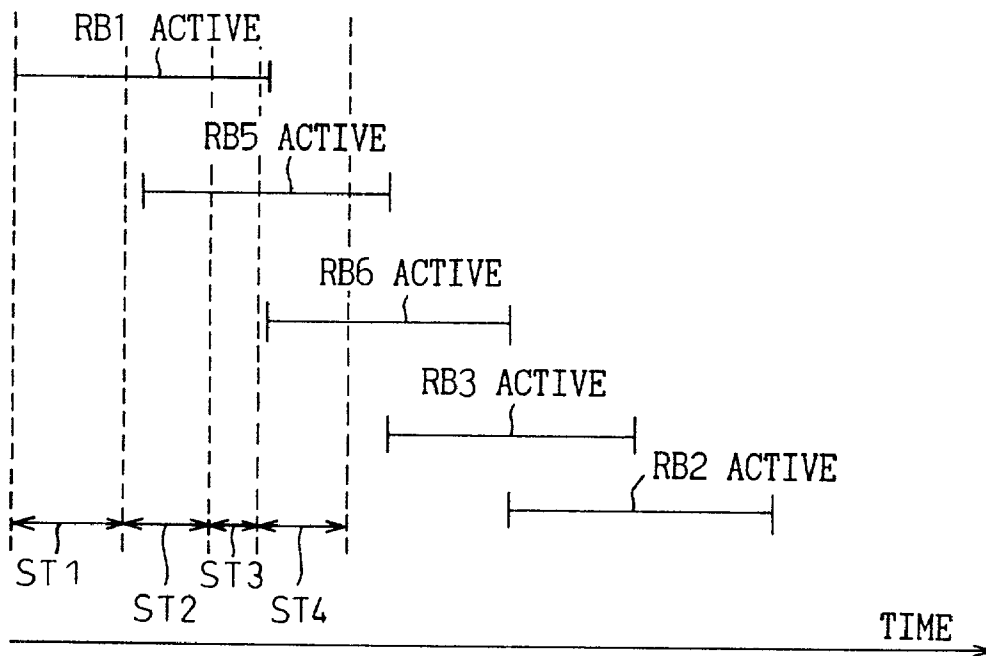 RB1 ACTIVE
RB5 ACTIVE
RB6 ACTIVE
RB3 ACTIVE
RB2 ACTIVE
ST1
ST2
ST3
ST4
TIME